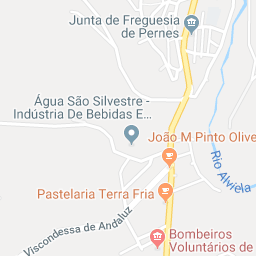 Junta de Freguesia
de Pernes
Água São Silvestre -
Indústria De Bebidas E...
João M Pinto Olive
Rio Alviela
Pastelaria Terra Fria
Viscondessa de Andaluz
Bombeiros
Voluntários de